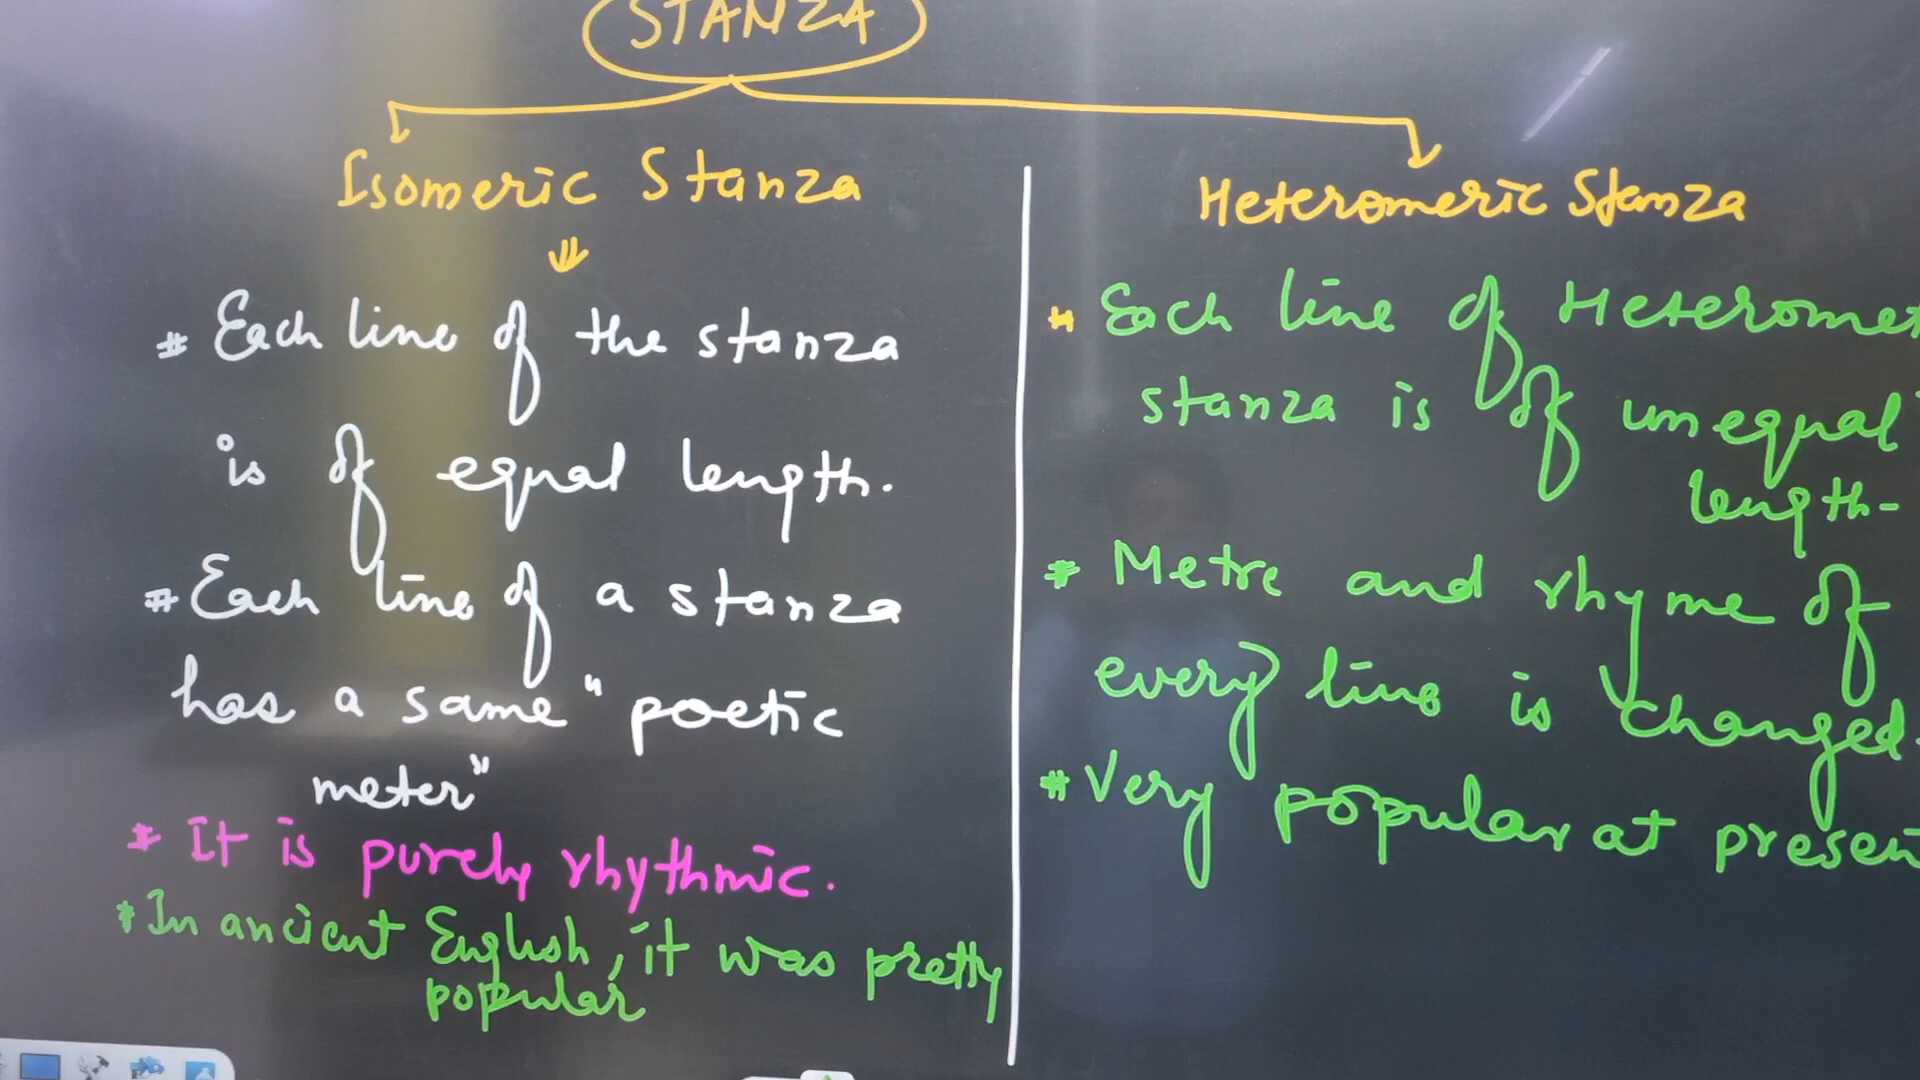 STANZA
Isomeric Stanza
# Each line of the stanza
is of equal length.
# Each line of a stanza
has a same "poetic
meter"
# It is purely rhythmic.
# In ancient English, it was pretty
popular
Heteromeric Stanza
# Each line of Heteromet
stanza is of unequal
length-
# Metre and rhyme of
every line is changed.
# Very popular at present